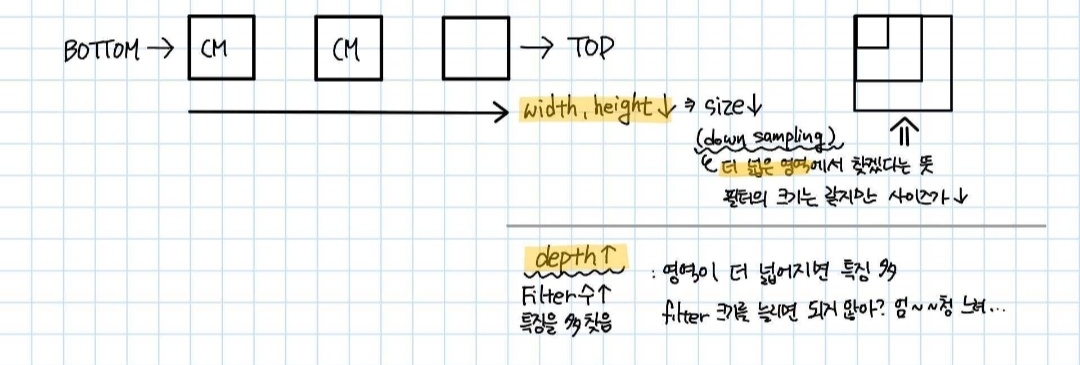 BOTTOM → CM CM → TOP
width, height ↓ ⇒ size ↓
(down sampling)
더 넓은 영역에서 찾겠다는 뜻
필터의 크기는 같지만 사이즈가 ↓
depth ↑ : 영역이 더 넓어지면 특징 多
Filter 수 ↑
filter 크기를 늘리면 되지 않아? 엄~~청 느려...
특징을 多 찾음